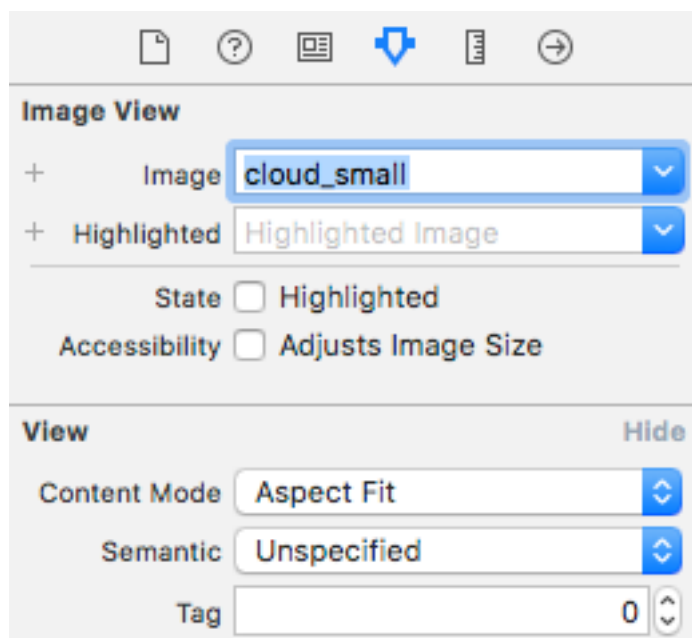 Image View
+ Image cloud_small
+ Highlighted Highlighted Image
State Highlighted
Accessibility Adjusts Image Size
View Hide
Content Mode Aspect Fit
Semantic Unspecified
Tag 0